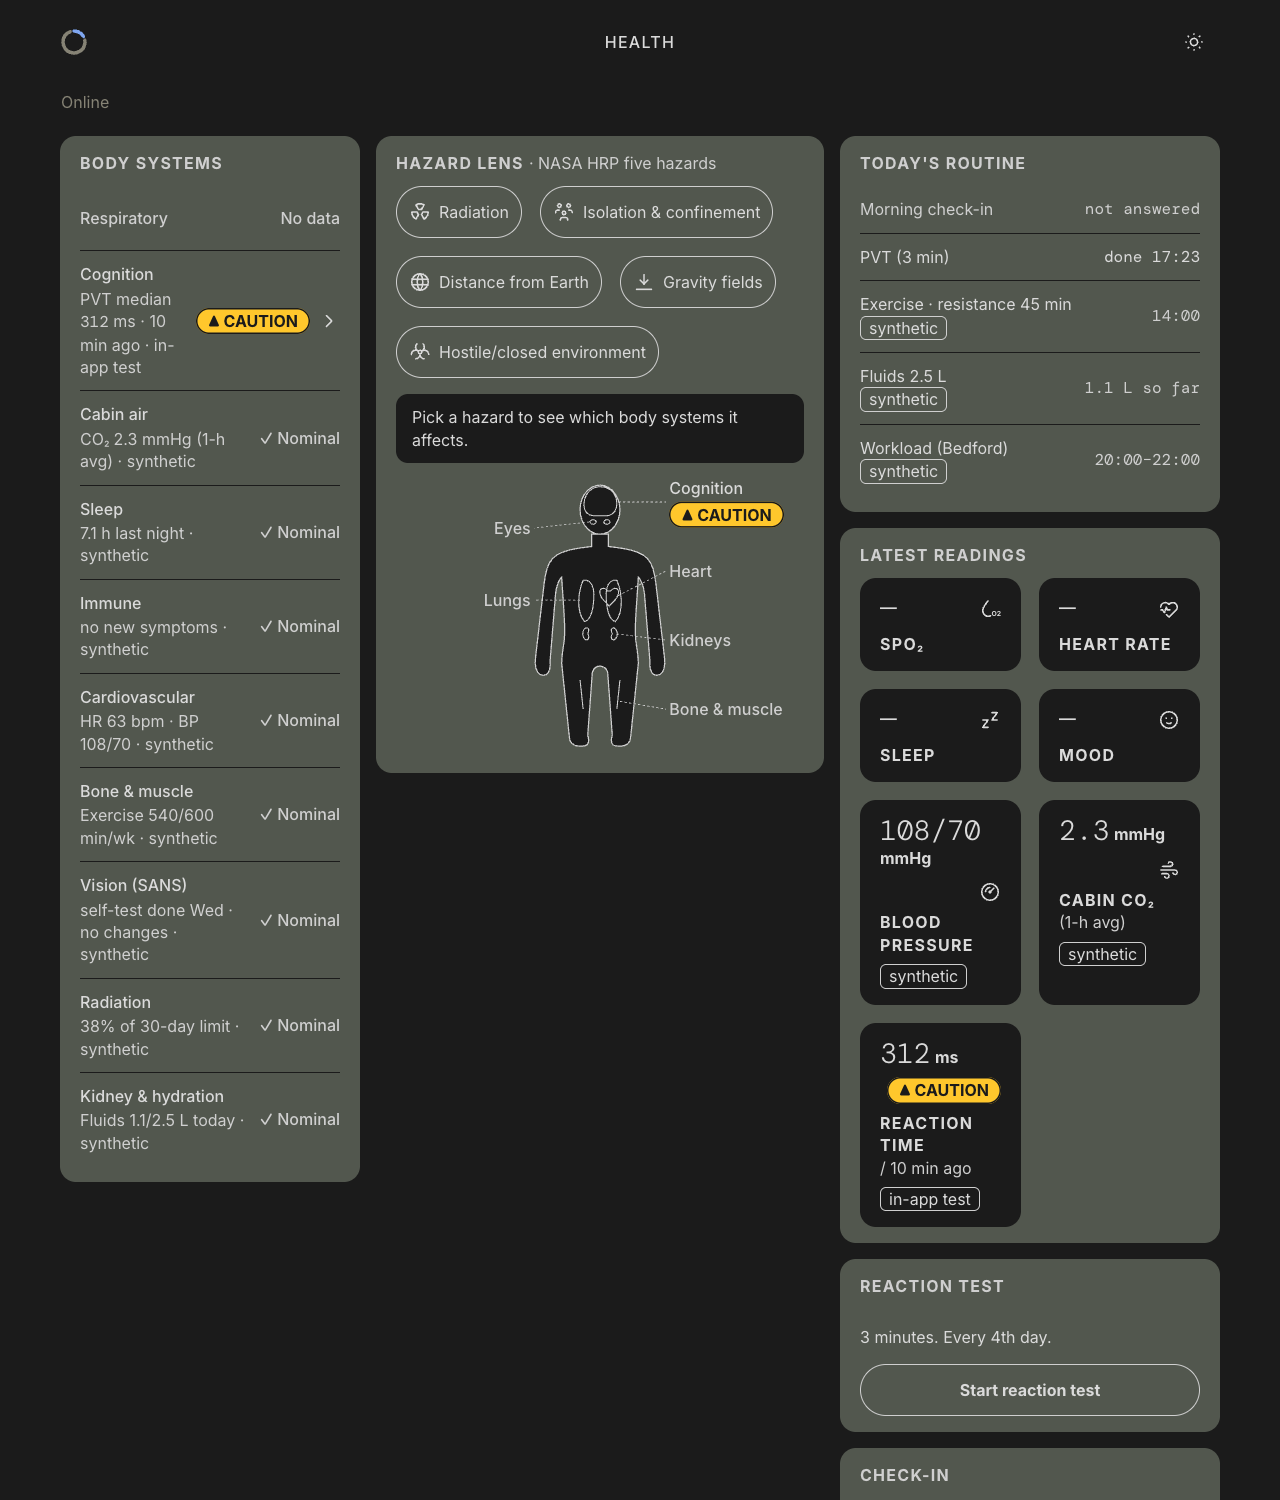 HEALTH
Online
BODY SYSTEMS
Respiratory
No data
Cognition
PVT median
312 ms · 10
min ago · in-
app test
CAUTION
Cabin air
CO₂ 2.3 mmHg (1-h
avg) · synthetic
Nominal
Sleep
7.1 h last night ·
synthetic
Nominal
Immune
no new symptoms ·
synthetic
Nominal
Cardiovascular
HR 63 bpm · BP
108/70 · synthetic
Nominal
Bone & muscle
Exercise 540/600
min/wk · synthetic
Nominal
Vision (SANS)
self-test done Wed ·
no changes ·
synthetic
Nominal
Radiation
38% of 30-day limit ·
synthetic
Nominal
Kidney & hydration
Fluids 1.1/2.5 L today ·
synthetic
Nominal
HAZARD LENS · NASA HRP five hazards
Radiation
Isolation & confinement
Distance from Earth
Gravity fields
Hostile/closed environment
Pick a hazard to see which body systems it
affects.
Cognition
CAUTION
Eyes
Heart
Lungs
Kidneys
Bone & muscle
TODAY'S ROUTINE
Morning check-in
not answered
PVT (3 min)
done 17:23
Exercise · resistance 45 min
synthetic
14:00
Fluids 2.5 L
synthetic
1.1 L so far
Workload (Bedford)
synthetic
20:00–22:00
LATEST READINGS
—
O2
SPO₂
—
HEART RATE
—
zZ
SLEEP
—
MOOD
108/70
mmHg
BLOOD
PRESSURE
synthetic
2.3 mmHg
CABIN CO₂
(1-h avg)
synthetic
312 ms
CAUTION
REACTION
TIME
/ 10 min ago
in-app test
REACTION TEST
3 minutes. Every 4th day.
Start reaction test
CHECK-IN